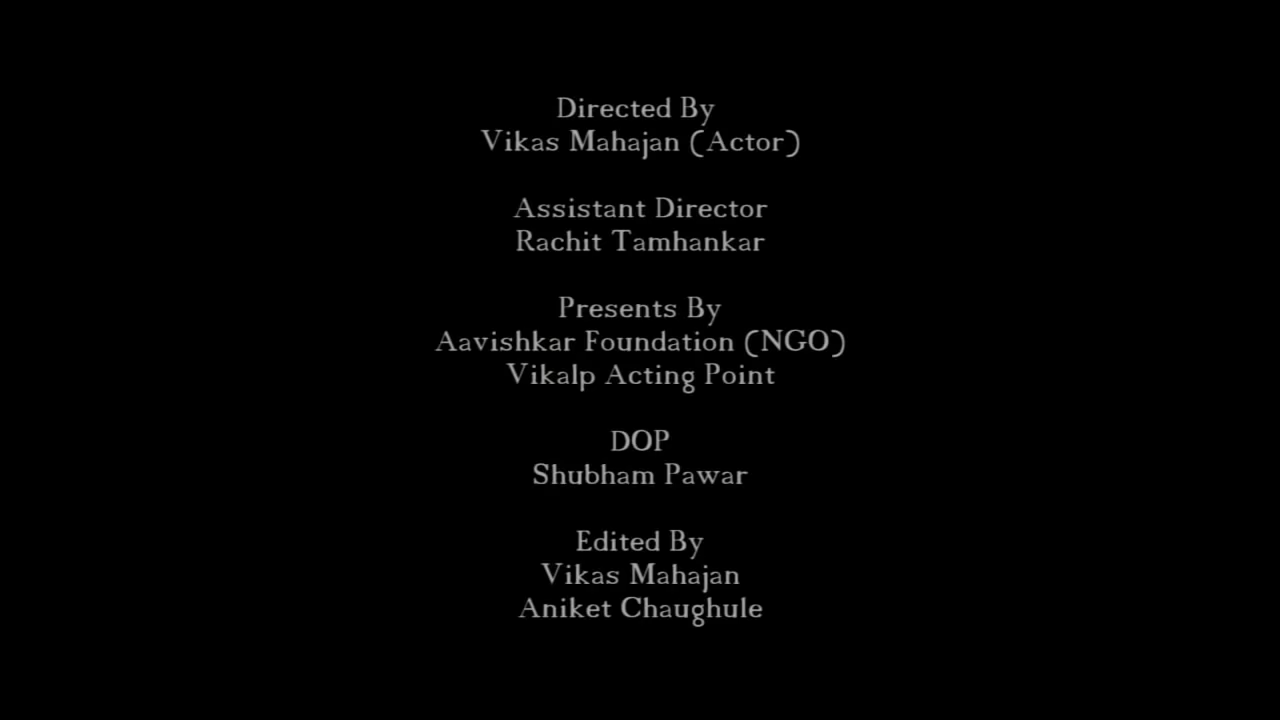 Directed By
Vikas Mahajan (Actor)
Assistant Director
Rachit Tamhankar
Presents By
Aavishkar Foundation (NGO)
Vikalp Acting Point
DOP
Shubham Pawar
Edited By
Vikas Mahajan
Aniket Chaughule